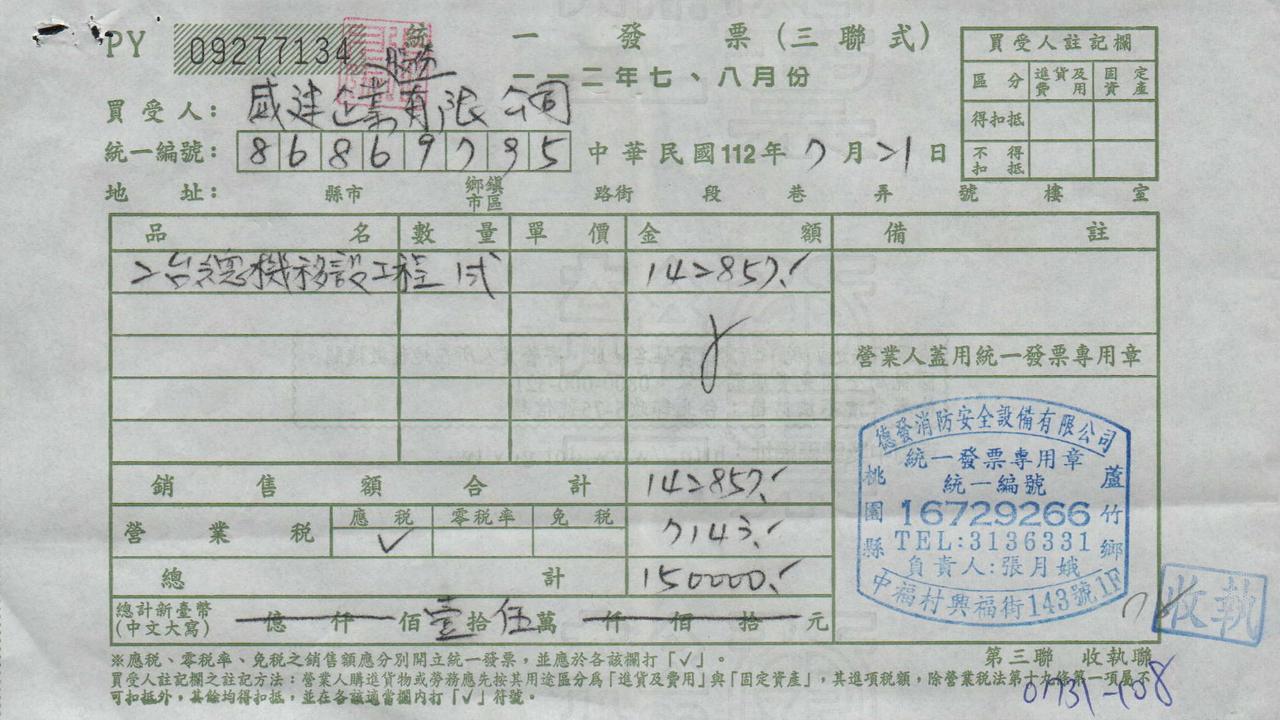 PY 09277134 統一發票(三聯式)
一一二年七、八月份
買受人註記欄
區分 進貨及費用 固定資產
得扣抵
不得扣抵
股份
買受人: 威建企業有限公司
統一編號: 86869795 中華民國112年7月21日
地址: 縣市 鄉鎮市區 路街 段 巷 弄 號 樓 室
品名 數量 單價 金額 備註
2台 機移設工程 1式 142857.
營業人蓋用統一發票專用章
銷售額合計 142857.
營業稅 應稅 ✓ 零稅率 免稅 7143.
總計 150000.
總計新臺幣(中文大寫) 億 仟 佰 壹 拾 伍 萬 仟 佰 拾 元
德發消防安全設備有限公司
統一發票專用章
統一編號
16729266
TEL:3136331
負責人:張月娥
桃園縣 蘆竹鄉
中福村興福街143號1F
收執
第三聯 收執聯
※應稅、零稅率、免稅之銷售額應分別開立統一發票,並應於各該欄打「✓」。
買受人註記欄之註記方法:營業人購進貨物或勞務應先按其用途區分為「進貨及費用」與「固定資產」,其進項稅額,除營業稅法第十九條第一項屬不
可扣抵外,其餘均得扣抵,並在各該適當欄內打「✓」符號。
01731-108